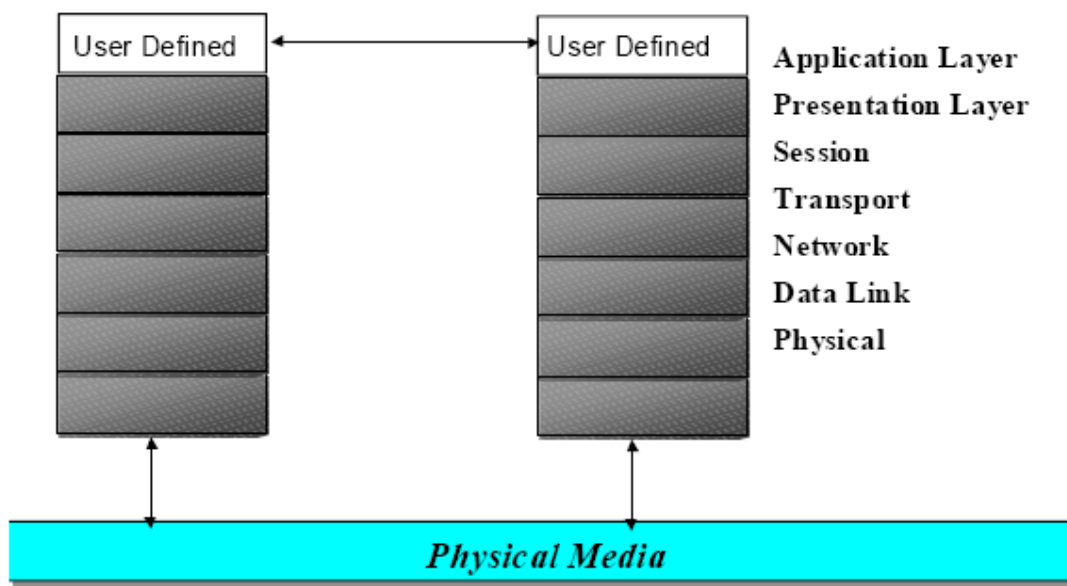 User Defined
User Defined
Application Layer
Presentation Layer
Session
Transport
Network
Data Link
Physical
Physical Media